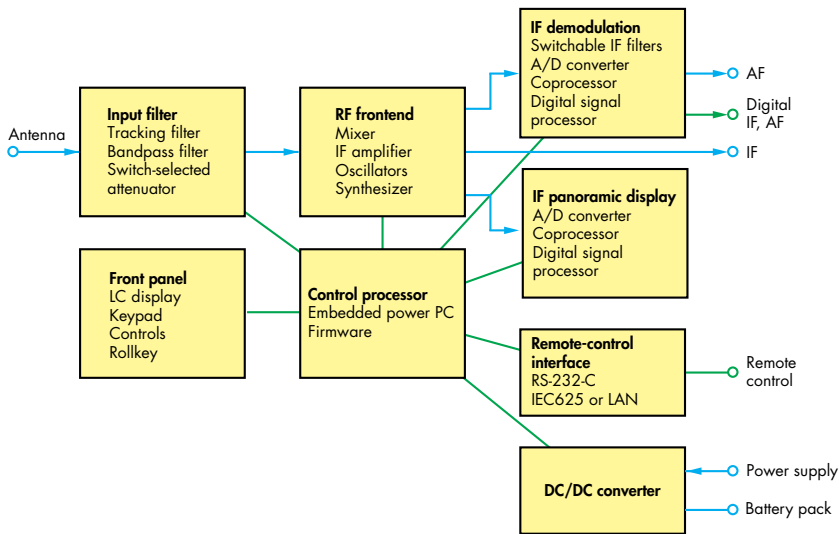 Antenna
Input filter
Tracking filter
Bandpass filter
Switch-selected
attenuator
RF frontend
Mixer
IF amplifier
Oscillators
Synthesizer
IF demodulation
Switchable IF filters
A/D converter
Coprocessor
Digital signal
processor
AF
Digital
IF, AF
IF
IF panoramic display
A/D converter
Coprocessor
Digital signal
processor
Front panel
LC display
Keypad
Controls
Rollkey
Control processor
Embedded power PC
Firmware
Remote-control
interface
RS-232-C
IEC625 or LAN
Remote
control
DC/DC converter
Power supply
Battery pack